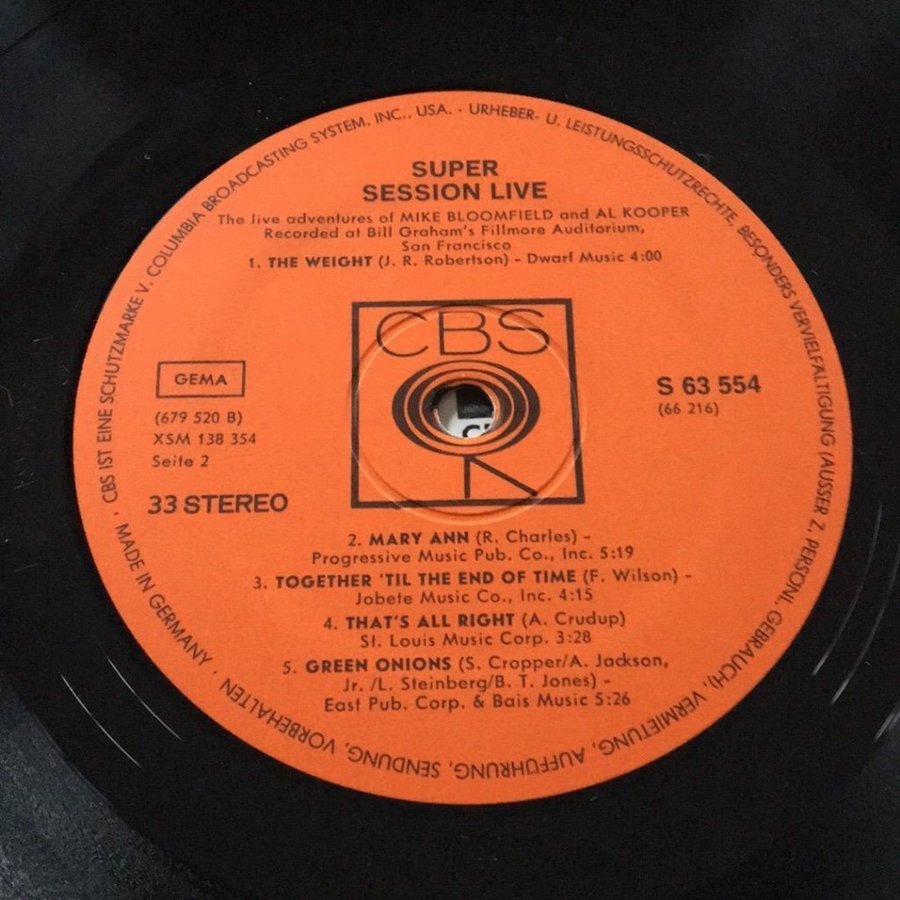 · CBS IST EINE SCHUTZMARKE V. COLUMBIA BROADCASTING SYSTEM, INC., USA. · URHEBER- U. LEISTUNGSSCHUTZRECHTE, BESONDERS VERVIELFÄLTIGUNG (AUSSER Z. PERSÖNL. GEBRAUCH), VERMIETUNG, AUFFÜHRUNG, SENDUNG, VORBEHALTEN · MADE IN GERMANY
SUPER
SESSION LIVE
The live adventures of MIKE BLOOMFIELD and AL KOOPER
Recorded at Bill Graham's Fillmore Auditorium,
San Francisco
1. THE WEIGHT (J. R. Robertson) – Dwarf Music 4:00
CBS
GEMA
(679 520 B)
XSM 138 354
Seite 2
33 STEREO
S 63 554
(66 216)
2. MARY ANN (R. Charles) –
Progressive Music Pub. Co., Inc. 5:19
3. TOGETHER 'TIL THE END OF TIME (F. Wilson) –
Jobete Music Co., Inc. 4:15
4. THAT'S ALL RIGHT (A. Crudup)
St. Louis Music Corp. 3:28
5. GREEN ONIONS (S. Cropper/A. Jackson,
Jr. /L. Steinberg/B. T. Jones) –
East Pub. Corp. & Bais Music 5:26